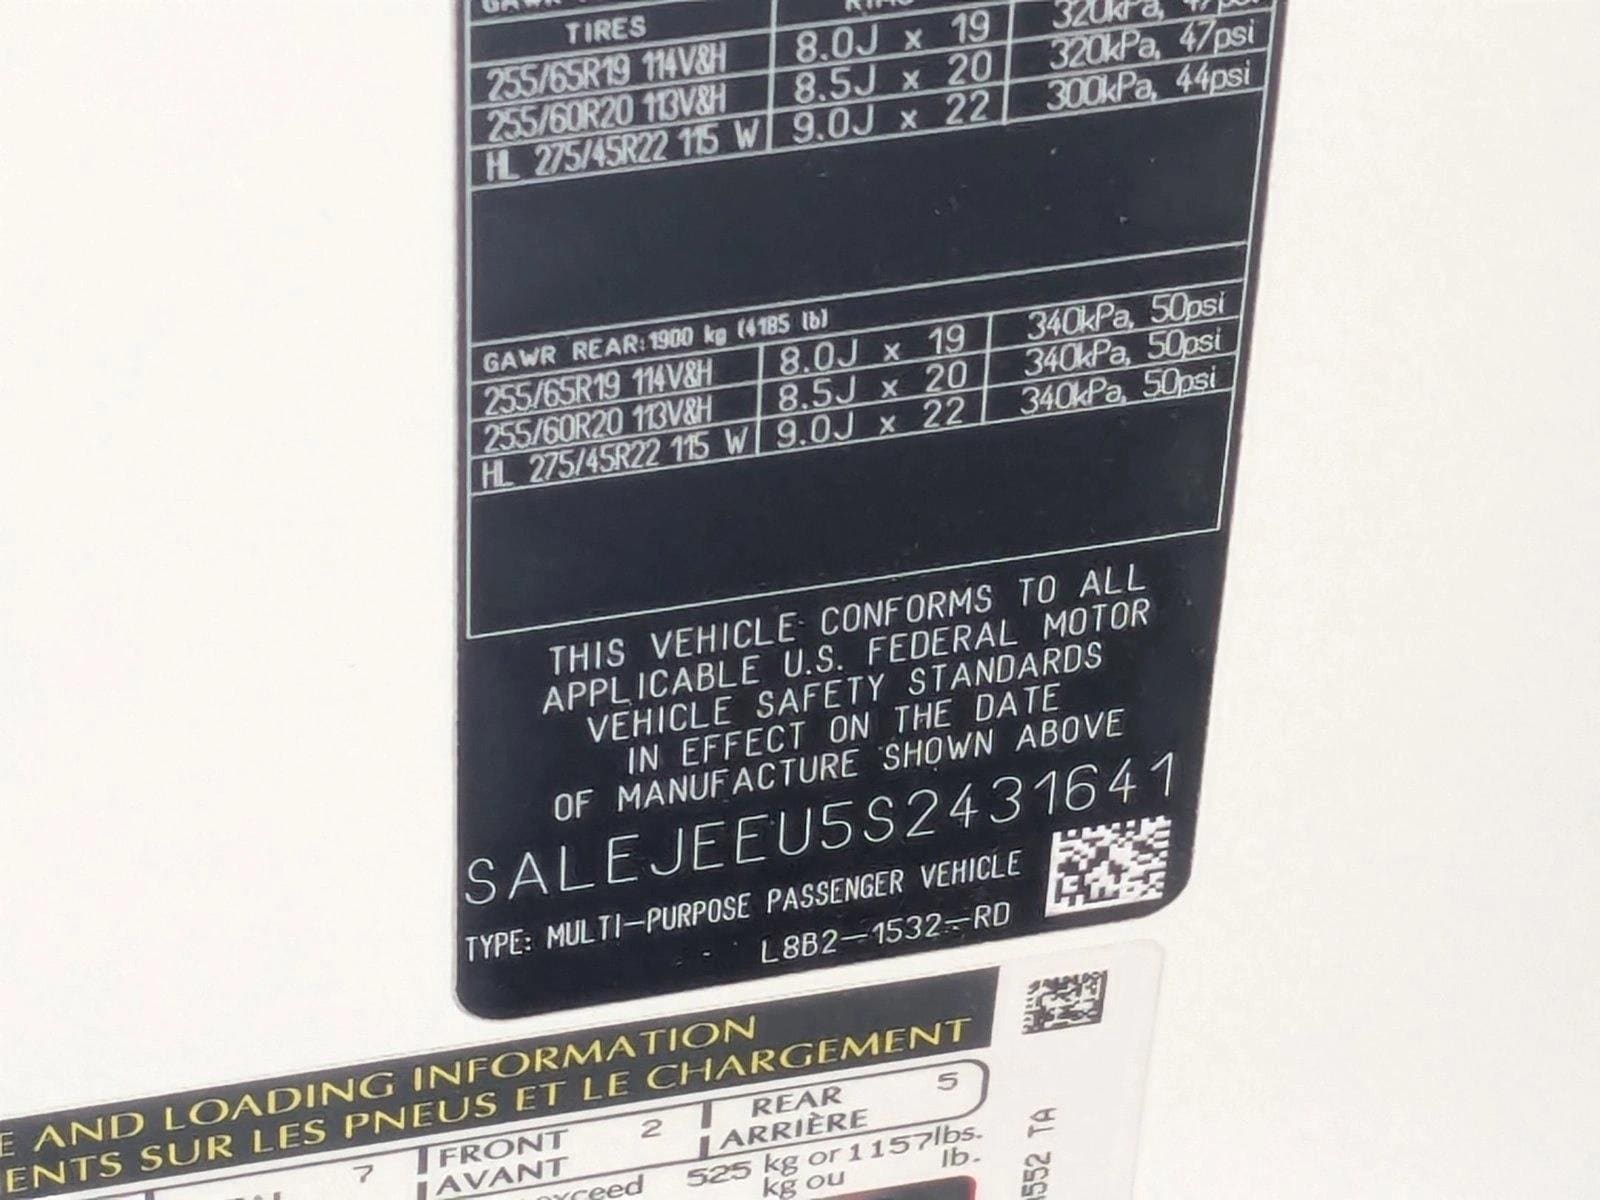 TIRES
320kPa, 47psi
255/65R19 114V&H 8.0J x 19 320kPa, 47psi
255/60R20 113V&H 8.5J x 20 300kPa, 44psi
HL 275/45R22 115 W 9.0J x 22
GAWR REAR:1900 kg (4185 lb)
255/65R19 114V&H 8.0J x 19 340kPa, 50psi
255/60R20 113V&H 8.5J x 20 340kPa, 50psi
HL 275/45R22 115 W 9.0J x 22 340kPa, 50psi
THIS VEHICLE CONFORMS TO ALL
APPLICABLE U.S. FEDERAL MOTOR
VEHICLE SAFETY STANDARDS
IN EFFECT ON THE DATE
OF MANUFACTURE SHOWN ABOVE
SALEJEEU5S2431641
TYPE: MULTI-PURPOSE PASSENGER VEHICLE
L8B2-1532-RD
E AND LOADING INFORMATION
ENTS SUR LES PNEUS ET LE CHARGEMENT
7 FRONT 2 REAR 5
AVANT ARRIÈRE
exceed 525 kg or 1157lbs.
kg ou lb.
1552 TA